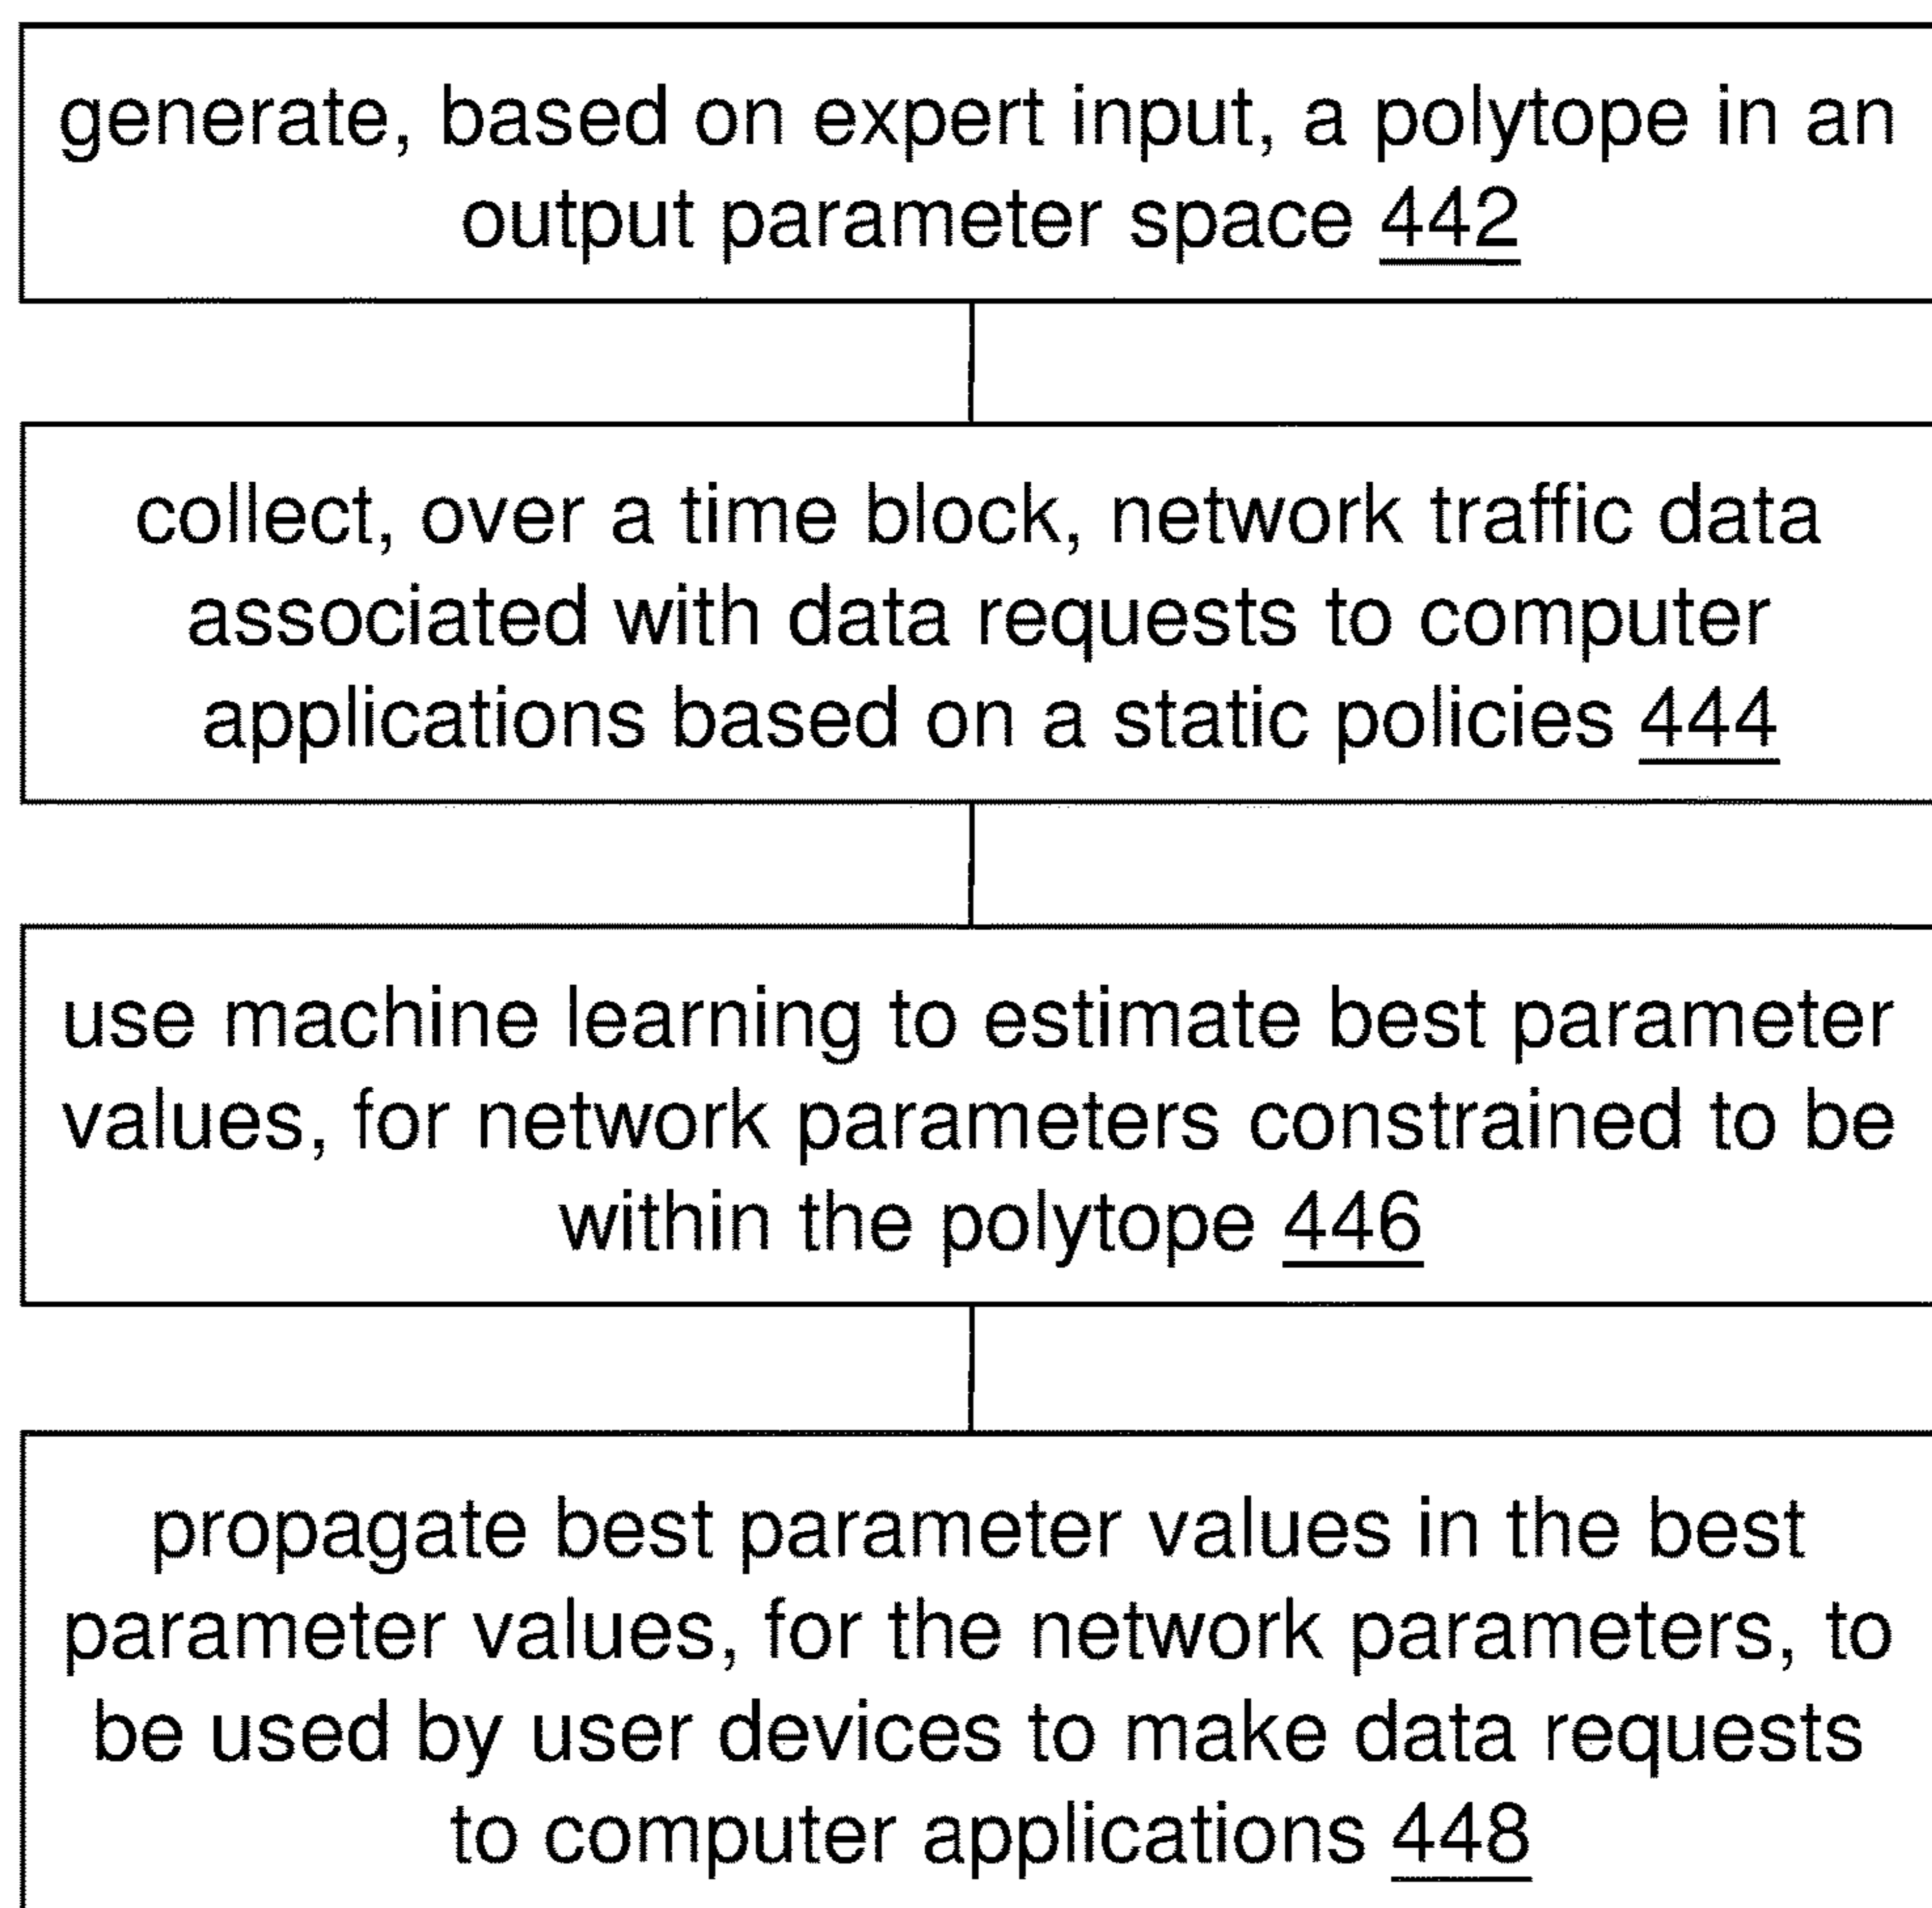 generate, based on expert input, a polytope in an
output parameter space 442
collect, over a time block, network traffic data
associated with data requests to computer
applications based on a static policies 444
use machine learning to estimate best parameter
values, for network parameters constrained to be
within the polytope 446
propagate best parameter values in the best
parameter values, for the network parameters, to
be used by user devices to make data requests
to computer applications 448